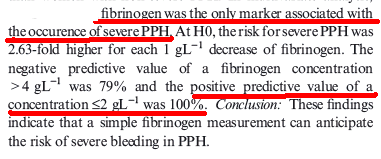 fibrinogen was the only marker associated with
the occurence of severe PPH. At H0, the risk for severe PPH was
2.63-fold higher for each 1 gL⁻¹ decrease of fibrinogen. The
negative predictive value of a fibrinogen concentration
>4 gL⁻¹ was 79% and the positive predictive value of a
concentration ≤2 gL⁻¹ was 100%. Conclusion: These findings
indicate that a simple fibrinogen measurement can anticipate
the risk of severe bleeding in PPH.